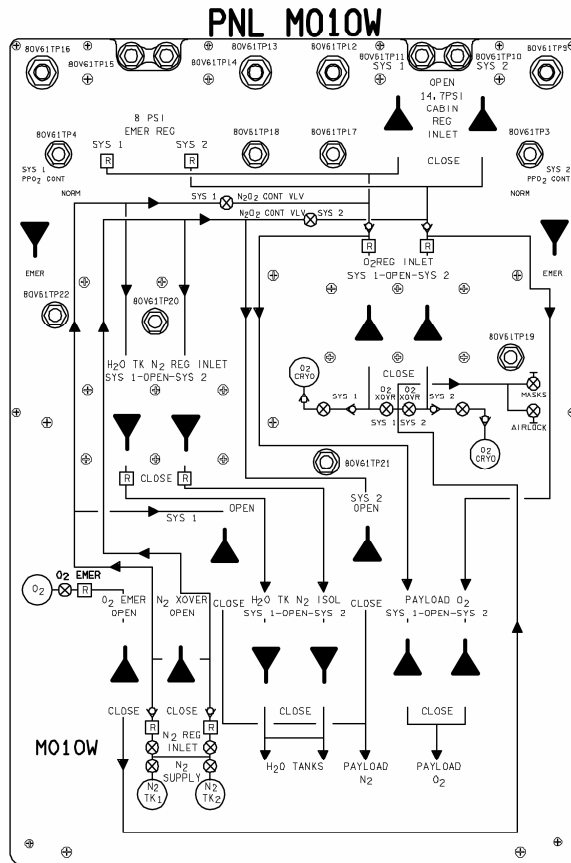 PNL MO10W
80V61TP16
80V61TP15
80V61TP13
80V61TP14
80V61TP12
80V61TP11
SYS 1
80V61TP10
SYS 2
80V61TP9
OPEN
14.7PSI
CABIN
REG
INLET
CLOSE
8 PSI
EMER REG
SYS 1
SYS 2
R
R
80V61TP4
SYS 1
PPO2 CONT
NORM
EMER
80V61TP18
80V61TP17
80V61TP3
SYS 2
PPO2 CONT
NORM
EMER
SYS 1
N2O2 CONT VLV
N2O2 CONT VLV
SYS 2
R
R
O2REG INLET
SYS 1-OPEN-SYS 2
CLOSE
80V61TP22
80V61TP20
80V61TP19
H2O TK N2 REG INLET
SYS 1-OPEN-SYS 2
R
CLOSE
R
O2
CRYO
SYS 1
O2
XOVR
O2
XOVR
SYS 1
SYS 2
SYS 2
MASKS
AIRLOCK
O2
CRYO
80V61TP21
SYS 1
OPEN
SYS 2
OPEN
O2 EMER
O2
R
O2 EMER
OPEN
N2 XOVER
OPEN
CLOSE
H2O TK N2 ISOL
SYS 1-OPEN-SYS 2
CLOSE
PAYLOAD O2
SYS 1-OPEN-SYS 2
CLOSE
CLOSE
CLOSE
CLOSE
R
R
N2 REG
INLET
N2
SUPPLY
N2
TK1
N2
TK2
MO10W
H2O TANKS
PAYLOAD
N2
PAYLOAD
O2